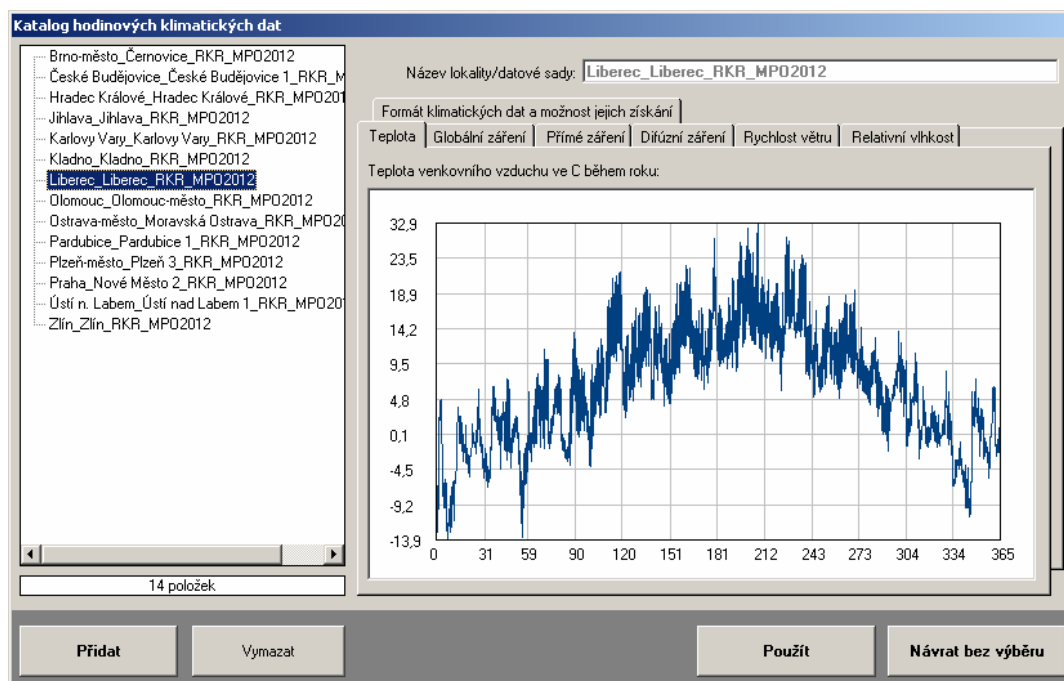 Katalog hodinových klimatických dat
Brno-město_Černovice_RKR_MPO2012
České Budějovice_České Budějovice 1_RKR_M
Hradec Králové_Hradec Králové_RKR_MPO201
Jihlava_Jihlava_RKR_MPO2012
Karlovy Vary_Karlovy Vary_RKR_MPO2012
Kladno_Kladno_RKR_MPO2012
Liberec_Liberec_RKR_MPO2012
Olomouc_Olomouc-město_RKR_MPO2012
Ostrava-město_Moravská Ostrava_RKR_MPO20
Pardubice_Pardubice 1_RKR_MPO2012
Plzeň-město_Plzeň 3_RKR_MPO2012
Praha_Nové Město 2_RKR_MPO2012
Ústí n. Labem_Ústí nad Labem 1_RKR_MPO20
Zlín_Zlín_RKR_MPO2012
14 položek
Název lokality/datové sady: Liberec_Liberec_RKR_MPO2012
Formát klimatických dat a možnost jejich získání
Teplota Globální záření Přímé záření Difúzní záření Rychlost větru Relativní vlhkost
Teplota venkovního vzduchu ve C během roku:
32,9
23,5
18,9
14,2
9,5
4,8
0,1
-4,5
-9,2
-13,9
0 31 59 90 120 151 181 212 243 273 304 334 365
Přidat Vymazat Použít Návrat bez výběru